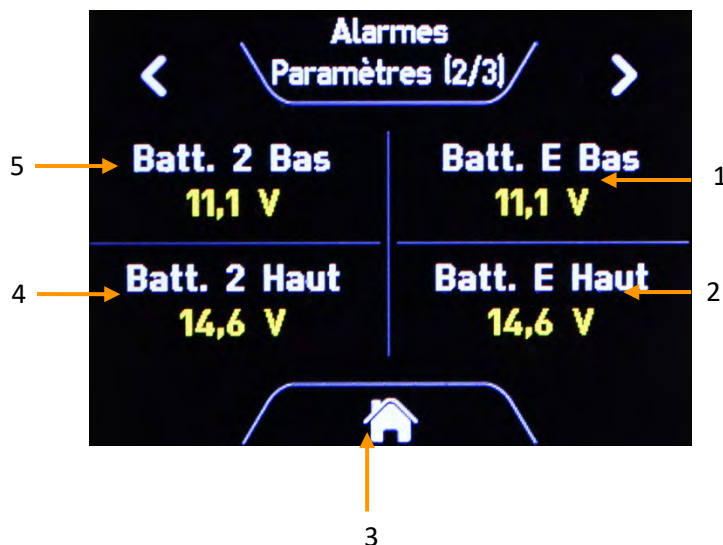 Alarmes
Paramètres (2/3)
5
Batt. 2 Bas
11,1 V
Batt. E Bas
11,1 V
1
4
Batt. 2 Haut
14,6 V
Batt. E Haut
14,6 V
2
3